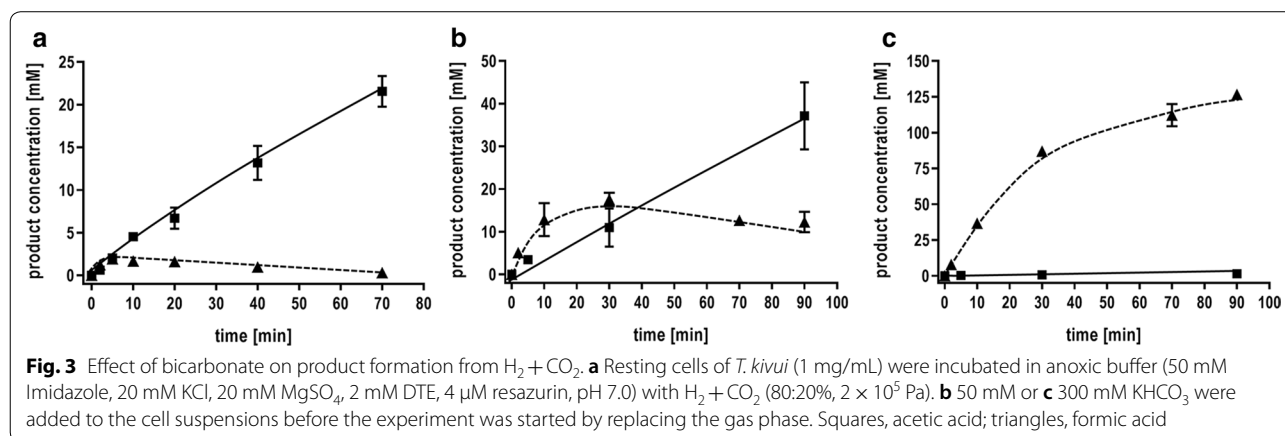 a
b
c
product concentration [mM]
25
20
15
10
5
0
0 10 20 30 40 50 60 70 80
time [min]
product concentration [mM]
50
40
30
20
10
0
0 10 20 30 40 50 60 70 80 90 100
time [min]
product concentration [mM]
150
125
100
75
50
25
0
0 10 20 30 40 50 60 70 80 90 100
time [min]
Fig. 3 Effect of bicarbonate on product formation from H₂ + CO₂. a Resting cells of T. kivui (1 mg/mL) were incubated in anoxic buffer (50 mM
Imidazole, 20 mM KCl, 20 mM MgSO₄, 2 mM DTE, 4 μM resazurin, pH 7.0) with H₂ + CO₂ (80:20%, 2 × 10⁵ Pa). b 50 mM or c 300 mM KHCO₃ were
added to the cell suspensions before the experiment was started by replacing the gas phase. Squares, acetic acid; triangles, formic acid